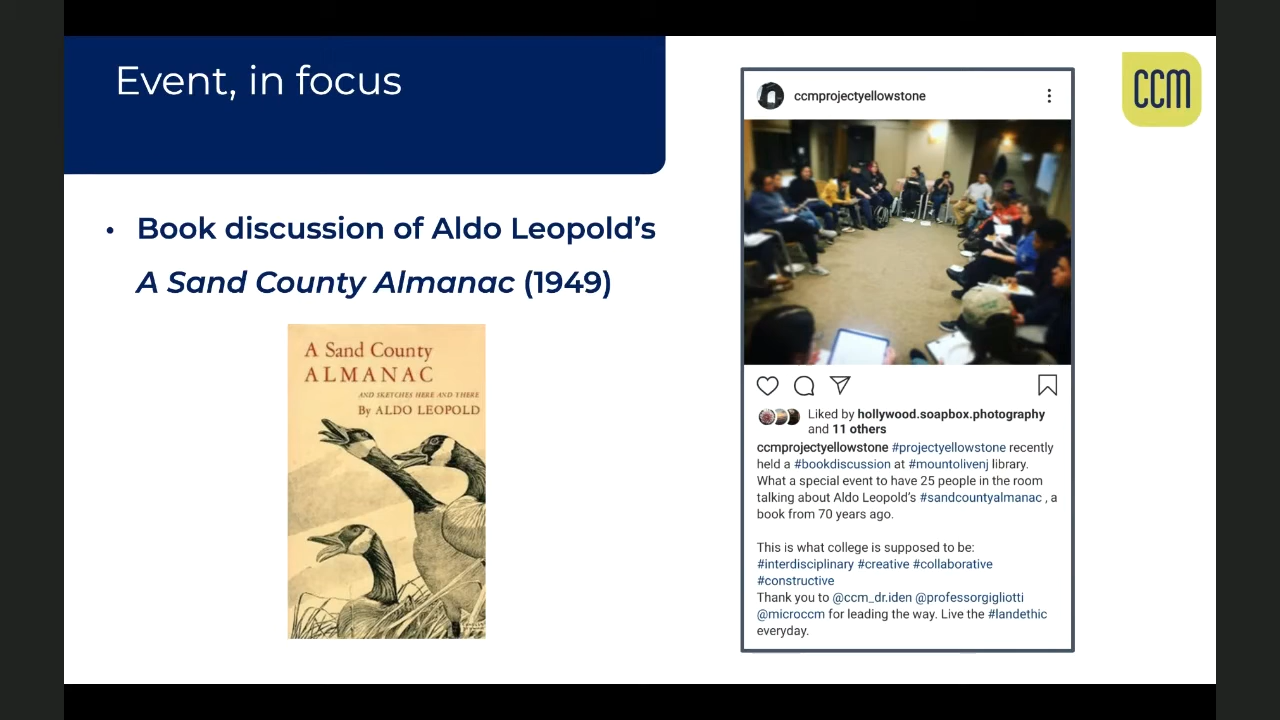 Event, in focus
CCM
• Book discussion of Aldo Leopold’s
A Sand County Almanac (1949)
A Sand County
ALMANAC
AND SKETCHES HERE AND THERE
By ALDO LEOPOLD
ccmprojectyellowstone
Liked by hollywood.soapbox.photography
and 11 others
ccmprojectyellowstone #projectyellowstone recently
held a #bookdiscussion at #mountolivenj library.
What a special event to have 25 people in the room
talking about Aldo Leopold’s #sandcountyalmanac , a
book from 70 years ago.
This is what college is supposed to be:
#interdisciplinary #creative #collaborative
#constructive
Thank you to @ccm_dr.iden @professorgigliotti
@microccm for leading the way. Live the #landethic
everyday.